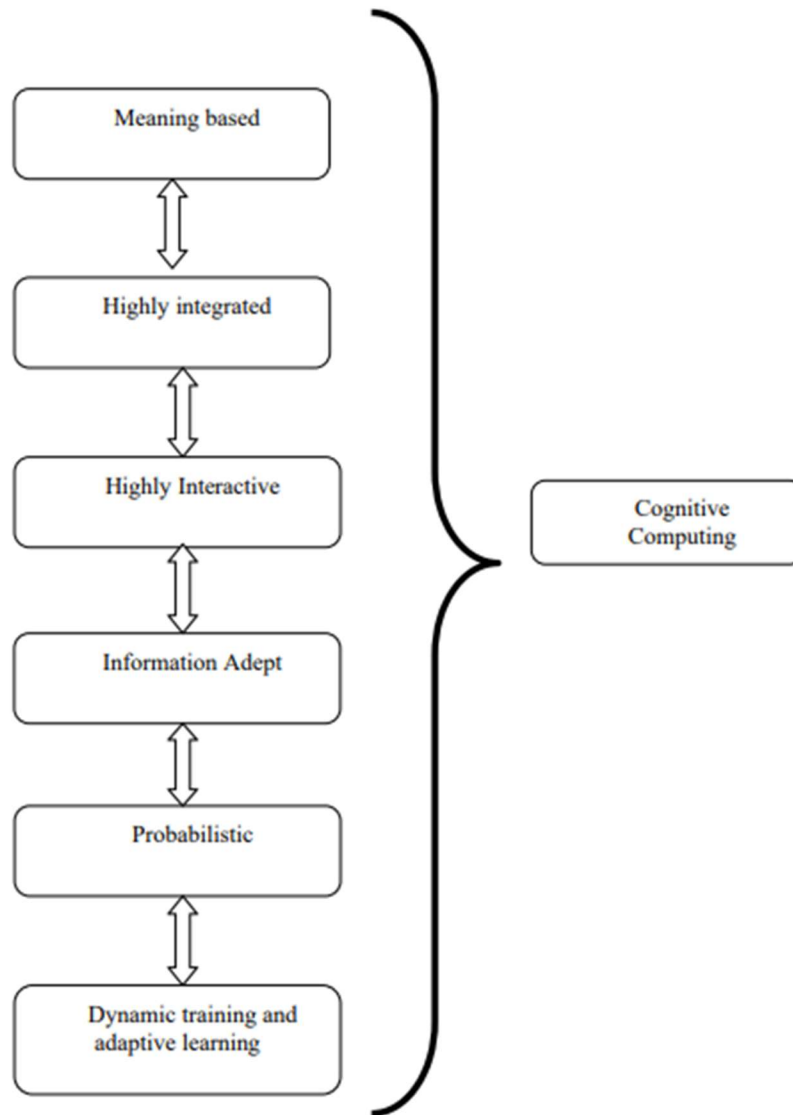 Meaning based
Highly integrated
Highly Interactive
Information Adept
Probabilistic
Dynamic training and
adaptive learning
Cognitive
Computing